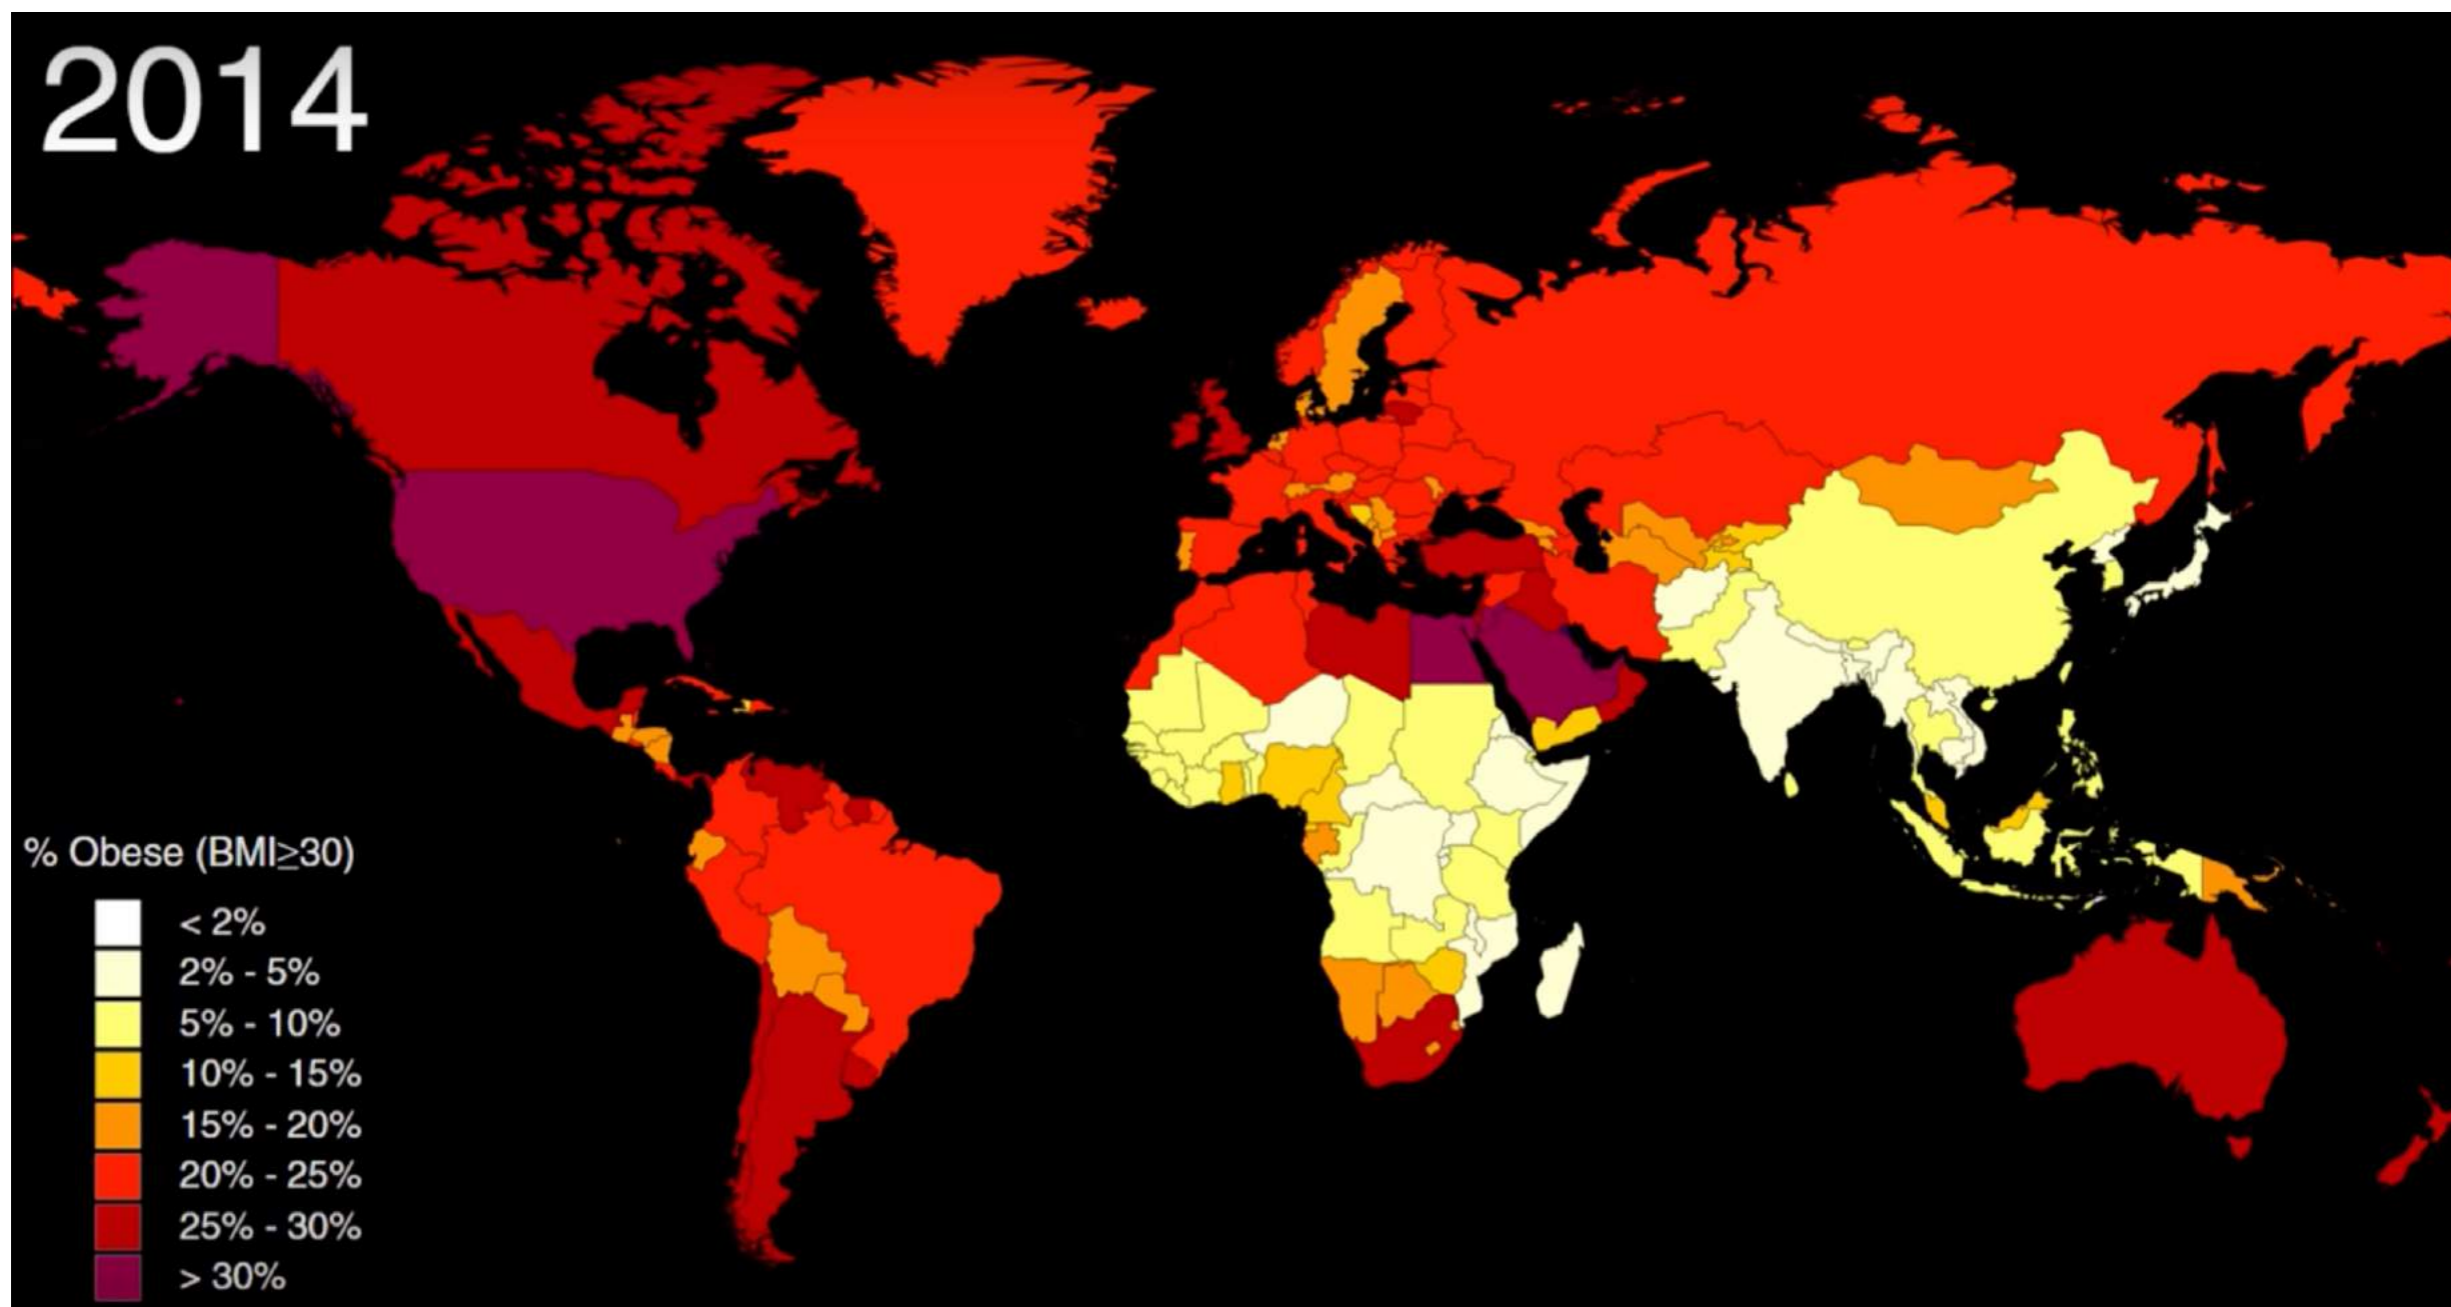 2014
% Obese (BMI≥30)
< 2%
2% - 5%
5% - 10%
10% - 15%
15% - 20%
20% - 25%
25% - 30%
> 30%